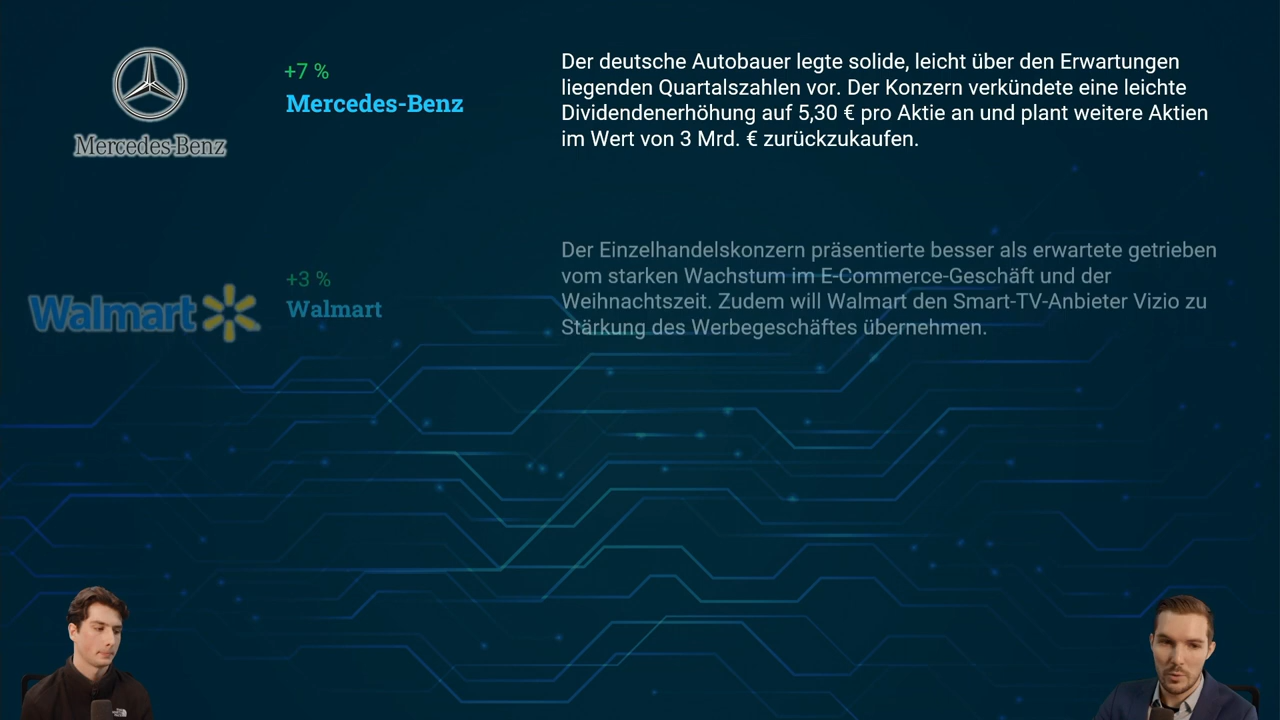 +7 %
Mercedes-Benz
Mercedes-Benz
Der deutsche Autobauer legte solide, leicht über den Erwartungen
liegenden Quartalszahlen vor. Der Konzern verkündete eine leichte
Dividendenerhöhung auf 5,30 € pro Aktie an und plant weitere Aktien
im Wert von 3 Mrd. € zurückzukaufen.
+3 %
Walmart
Walmart
Der Einzelhandelskonzern präsentierte besser als erwartete getrieben
vom starken Wachstum im E-Commerce-Geschäft und der
Weihnachtszeit. Zudem will Walmart den Smart-TV-Anbieter Vizio zu
Stärkung des Werbegeschäftes übernehmen.